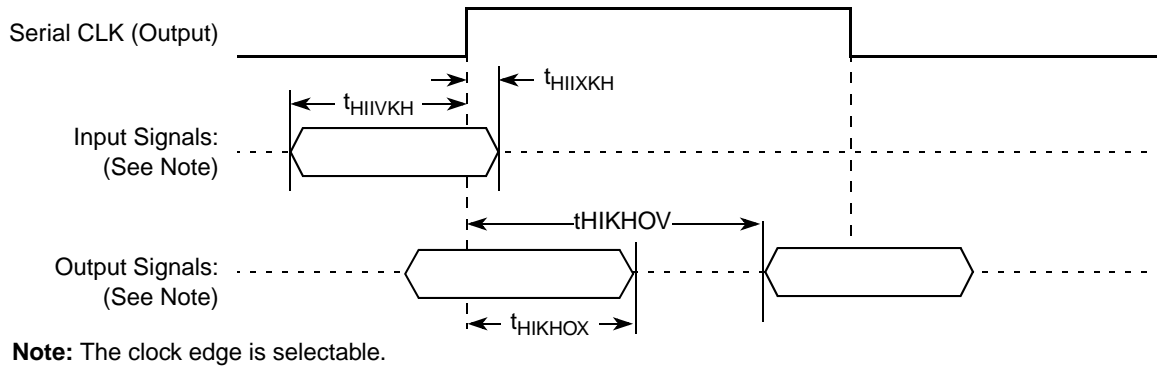 Serial CLK (Output)
tHIIXKH
tHIIVKH
Input Signals:
(See Note)
tHIKHOV
Output Signals:
(See Note)
tHIKHOX
Note: The clock edge is selectable.